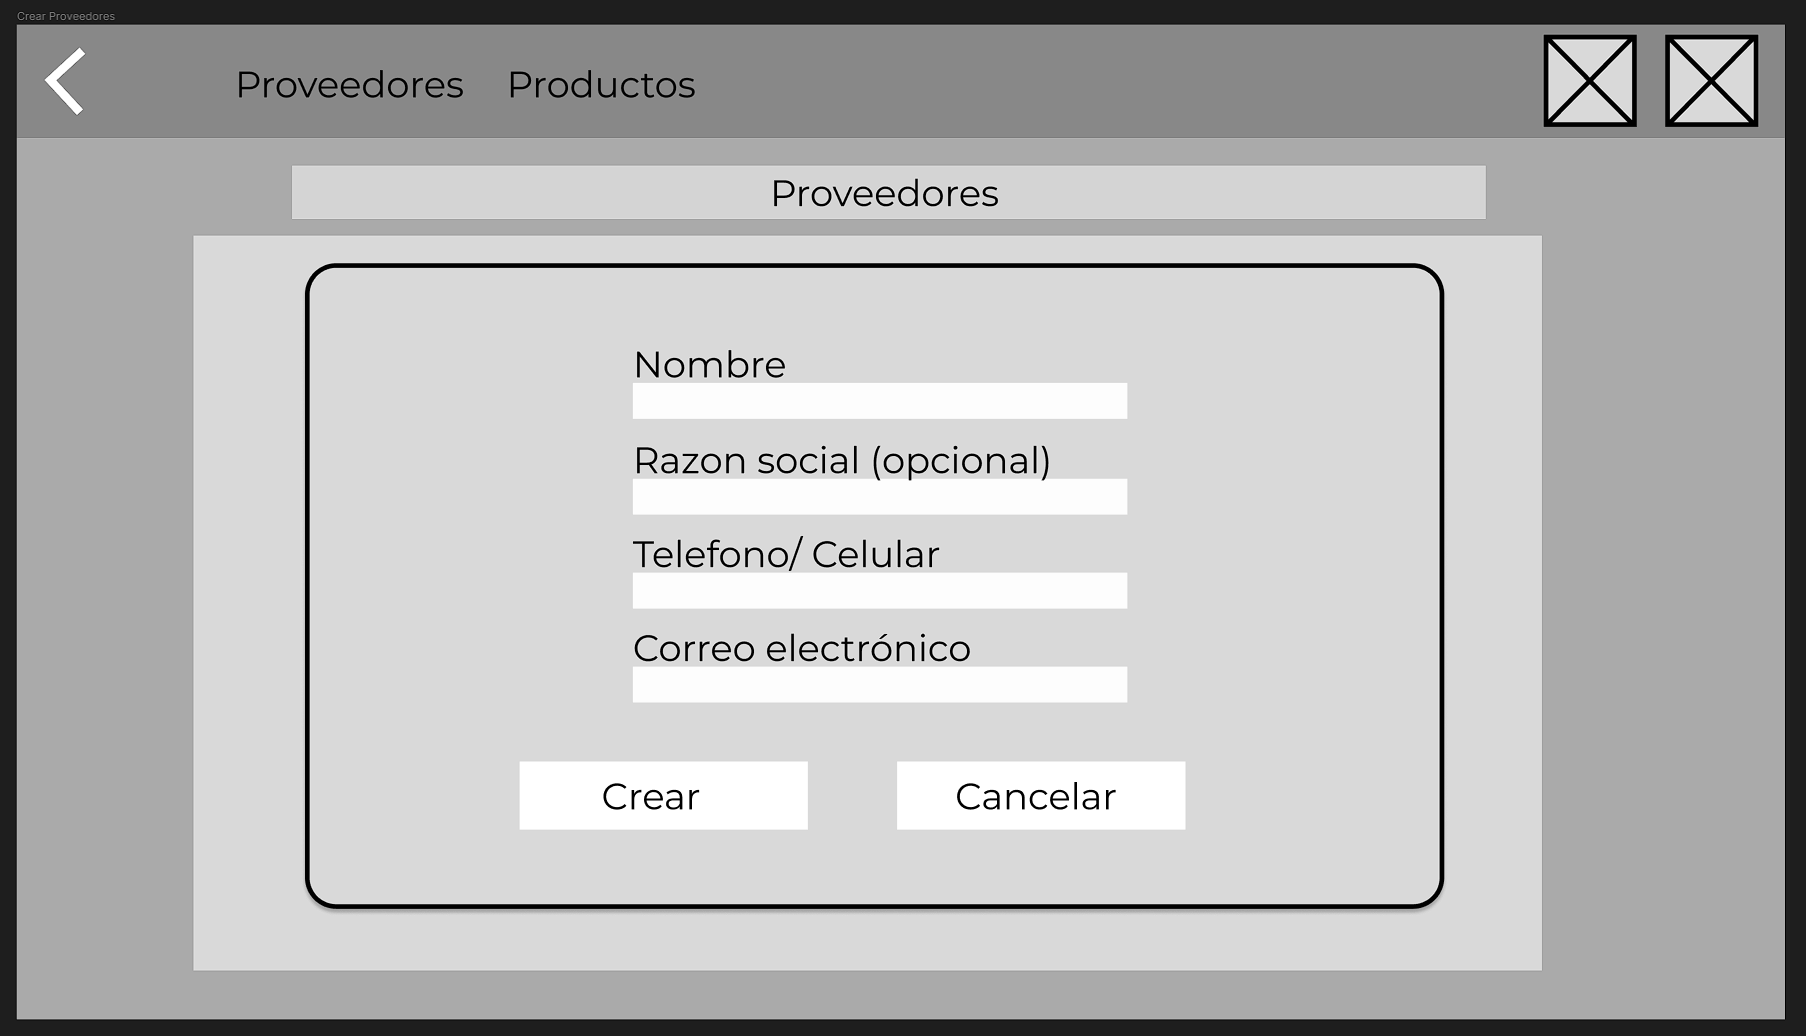 Crear Proveedores
Proveedores Productos
Proveedores
Nombre
Razon social (opcional)
Telefono/ Celular
Correo electrónico
Crear Cancelar